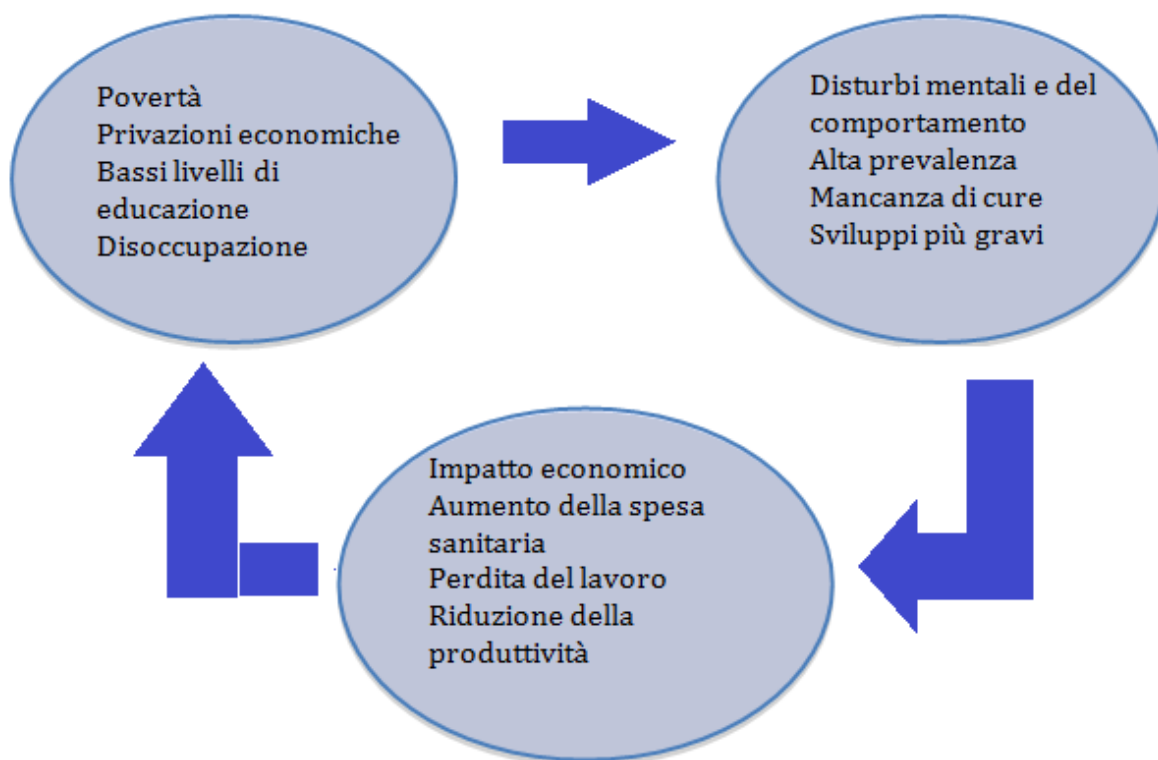 Povertà
Privazioni economiche
Bassi livelli di
educazione
Disoccupazione
Disturbi mentali e del
comportamento
Alta prevalenza
Mancanza di cure
Sviluppi più gravi
Impatto economico
Aumento della spesa
sanitaria
Perdita del lavoro
Riduzione della
produttività